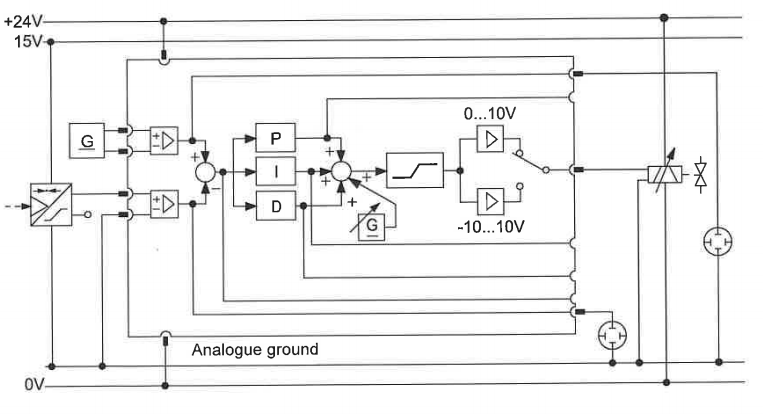 +24V
15V
0...10V
G
P
I
D
G
-10...10V
Analogue ground
0V